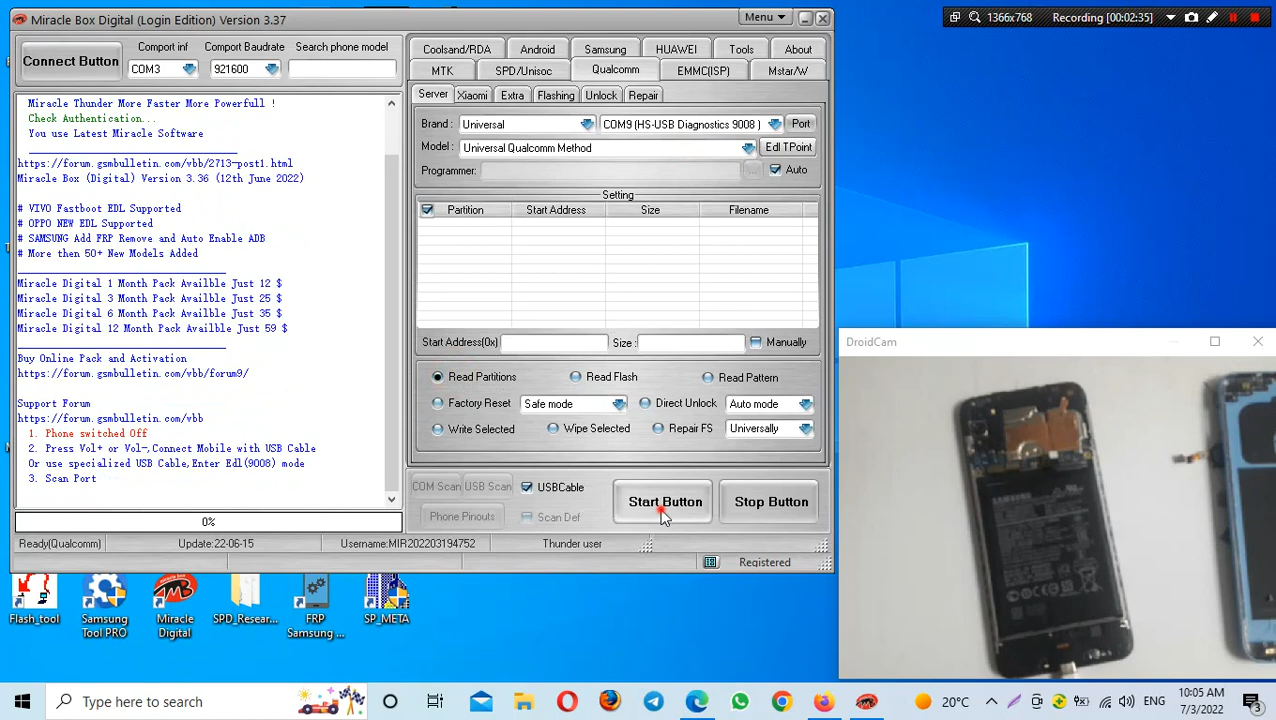 Miracle Box Digital (Login Edition) Version 3.37
Menu
1366x768
Recording [00:02:35]
Connect Button
Comport inf
Comport Baudrate
Search phone model
COM3
921600
Coolsand/RDA
Android
Samsung
HUAWEI
Tools
About
MTK
SPD/Unisoc
Qualcomm
EMMC(ISP)
Mstar/W
Server
Xiaomi
Extra
Flashing
Unlock
Repair
Miracle Thunder More Faster More Powerfull !
Check Authentication...
You use Latest Miracle Software
https://forum.gsmbulletin.com/vbb/2713-post1.html
Miracle Box (Digital) Version 3.36 (12th June 2022)
# VIVO Fastboot EDL Supported
# OPPO NEW EDL Supported
# SAMSUNG Add FRP Remove and Auto Enable ADB
# More then 50+ New Models Added
Miracle Digital 1 Month Pack Availble Just 12 $
Miracle Digital 3 Month Pack Availble Just 25 $
Miracle Digital 6 Month Pack Availble Just 35 $
Miracle Digital 12 Month Pack Availble Just 59 $
Buy Online Pack and Activation
https://forum.gsmbulletin.com/vbb/forum9/
Support Forum
https://forum.gsmbulletin.com/vbb
1. Phone switched Off
2. Press Vol+ or Vol-,Connect Mobile with USB Cable
Or use specialized USB Cable,Enter Edl(9008) mode
3. Scan Port
0%
Brand :
Universal
COM9 (HS-USB Diagnostics 9008 )
Port
Model :
Universal Qualcomm Method
Edl TPoint
Programmer:
...
Auto
Setting
Partition
Start Address
Size
Filename
Start Address(0x)
Size :
Manually
Read Partitions
Read Flash
Read Pattern
Factory Reset
Safe mode
Direct Unlock
Auto mode
Write Selected
Wipe Selected
Repair FS
Universally
COM Scan
USB Scan
USBCable
Phone Pinouts
Scan Def
Start Button
Stop Button
Ready(Qualcomm)
Update:22-06-15
Username:MIR202203194752
Thunder user
Registered
DroidCam
SAMSUNG
Flash_tool
Samsung
Tool PRO
Miracle
Digital
SPD_Resear...
FRP
Samsung ...
SP_META
Type here to search
20°C
ENG
10:05 AM
7/3/2022
3